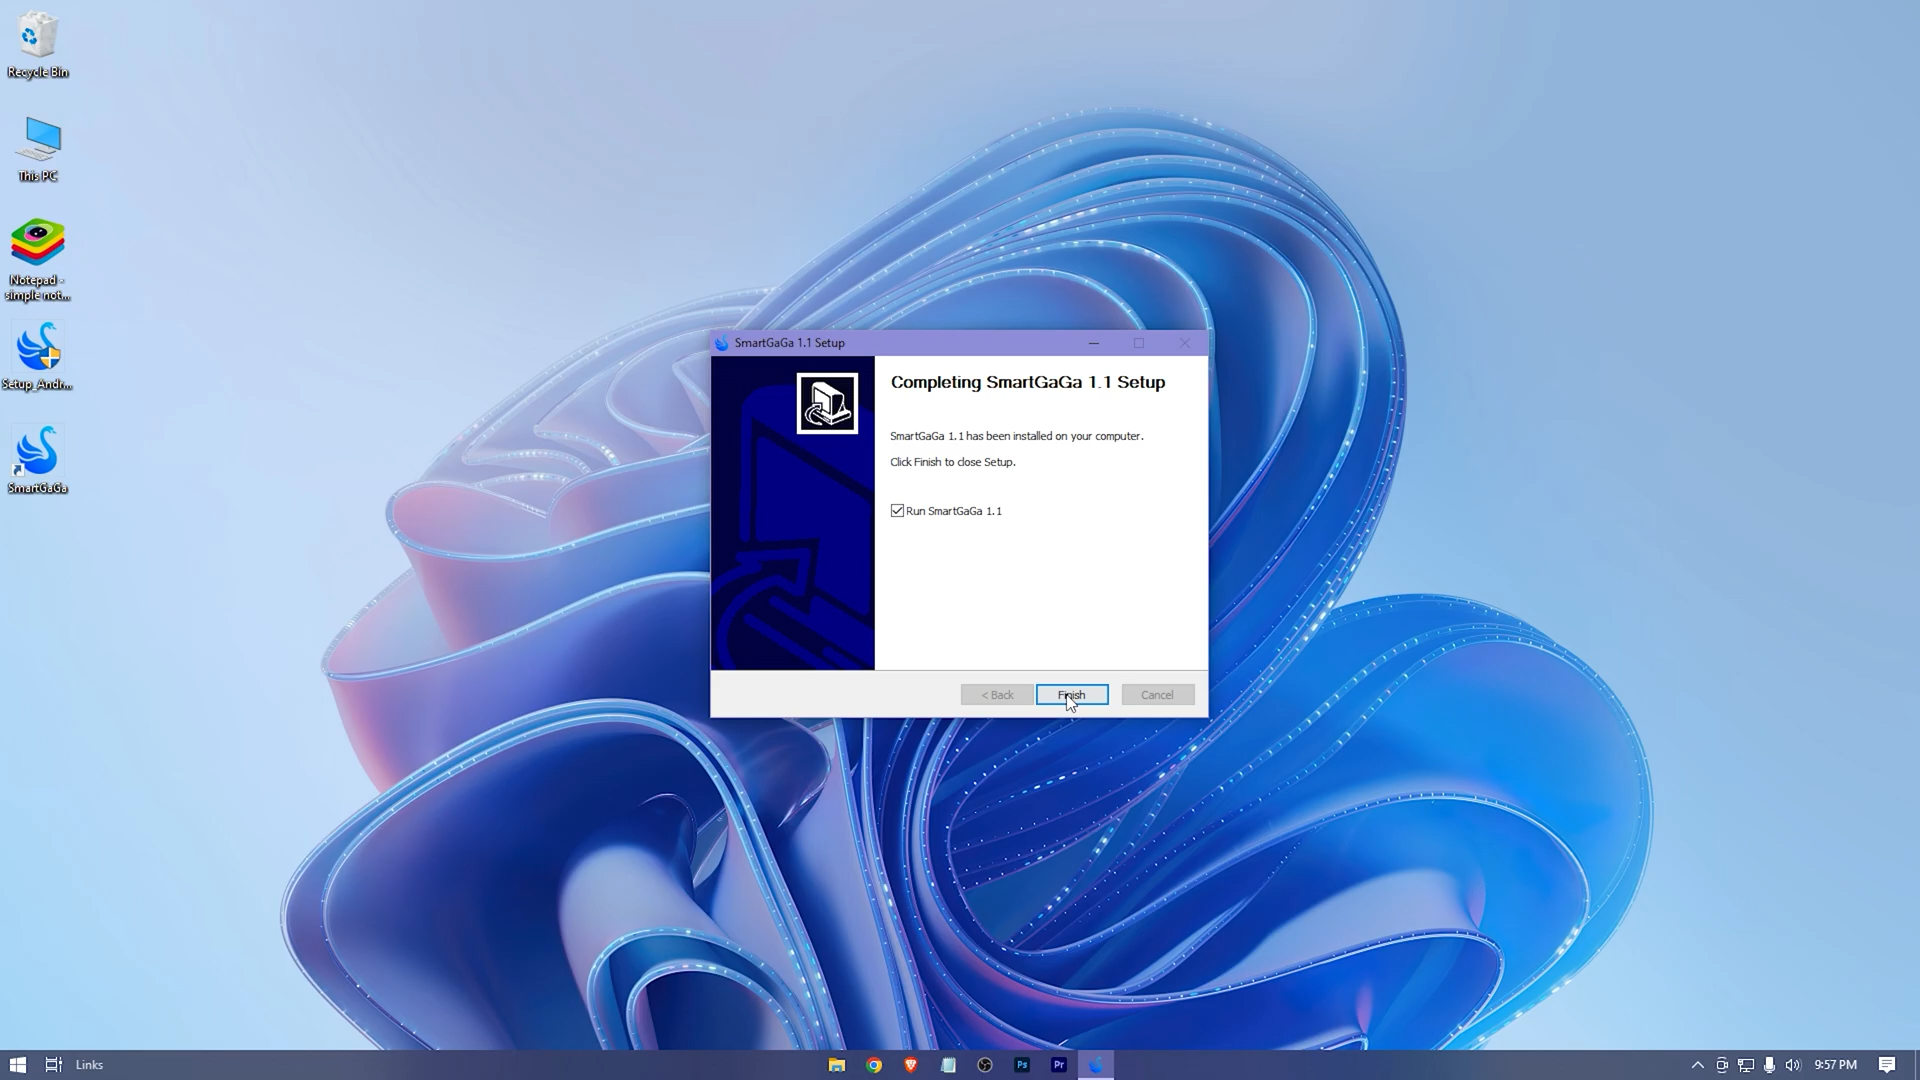 Recycle Bin
This PC
Notepad -
simple not...
Setup_Andr...
SmartGaGa
SmartGaGa 1.1 Setup
Completing SmartGaGa 1.1 Setup
SmartGaGa 1.1 has been installed on your computer.
Click Finish to close Setup.
Run SmartGaGa 1.1
< Back
Finish
Cancel
Links
Ps
Pr
9:57 PM